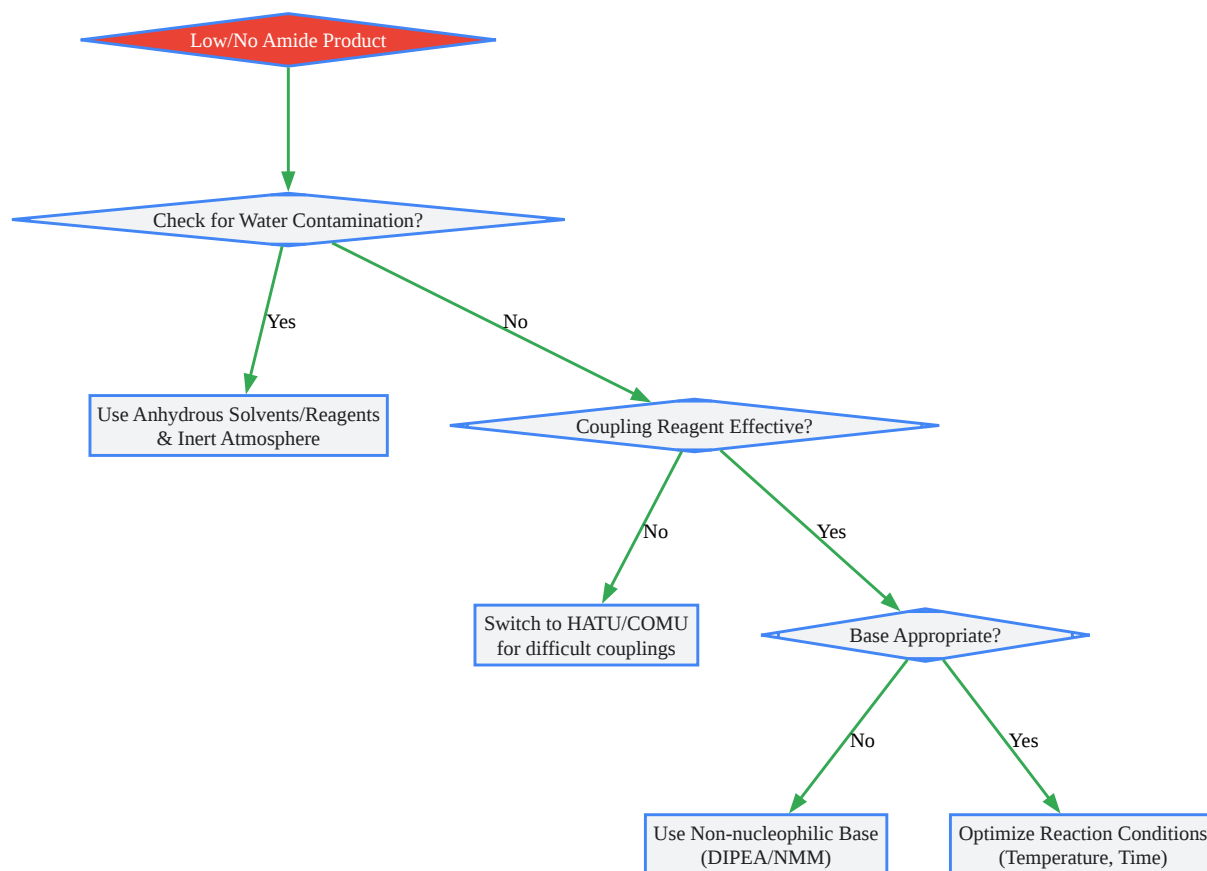 Low/No Amide Product
Check for Water Contamination?
Yes
No
Use Anhydrous Solvents/Reagents
& Inert Atmosphere
Coupling Reagent Effective?
No
Yes
Switch to HATU/COMU
for difficult couplings
Base Appropriate?
No
Yes
Use Non-nucleophilic Base
(DIPEA/NMM)
Optimize Reaction Conditions
(Temperature, Time)